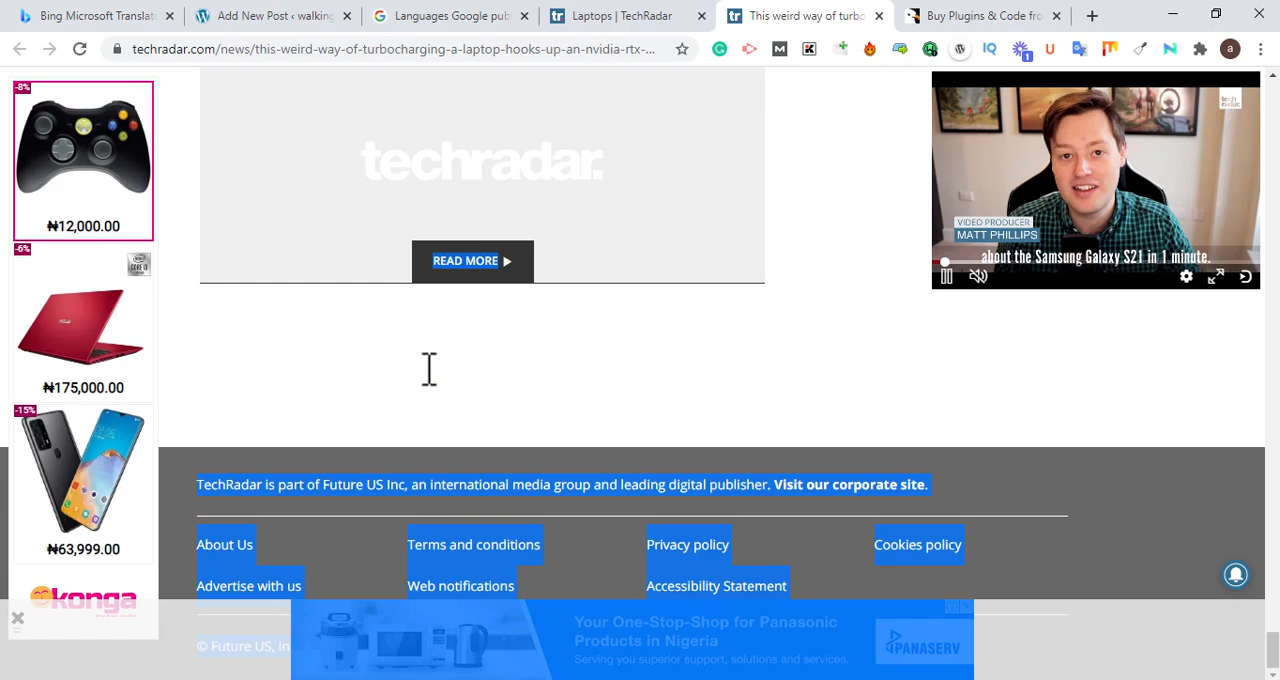 Bing Microsoft Translat
Add New Post ‹ walking
Languages Google pub
Laptops | TechRadar
This weird way of turbo
Buy Plugins & Code fro
techradar.com/news/this-weird-way-of-turbocharging-a-laptop-hooks-up-an-nvidia-rtx-...
-8%
₦12,000.00
-6%
₦175,000.00
-15%
₦63,999.00
konga
techradar.
READ MORE
tech
radar
VIDEO PRODUCER
MATT PHILLIPS
about the Samsung Galaxy S21 in 1 minute.
TechRadar is part of Future US Inc, an international media group and leading digital publisher. Visit our corporate site.
About Us
Terms and conditions
Privacy policy
Cookies policy
Advertise with us
Web notifications
Accessibility Statement
© Future US, In
Your One-Stop-Shop for Panasonic
Products in Nigeria
Serving you superior support, solutions and services.
PANASERV